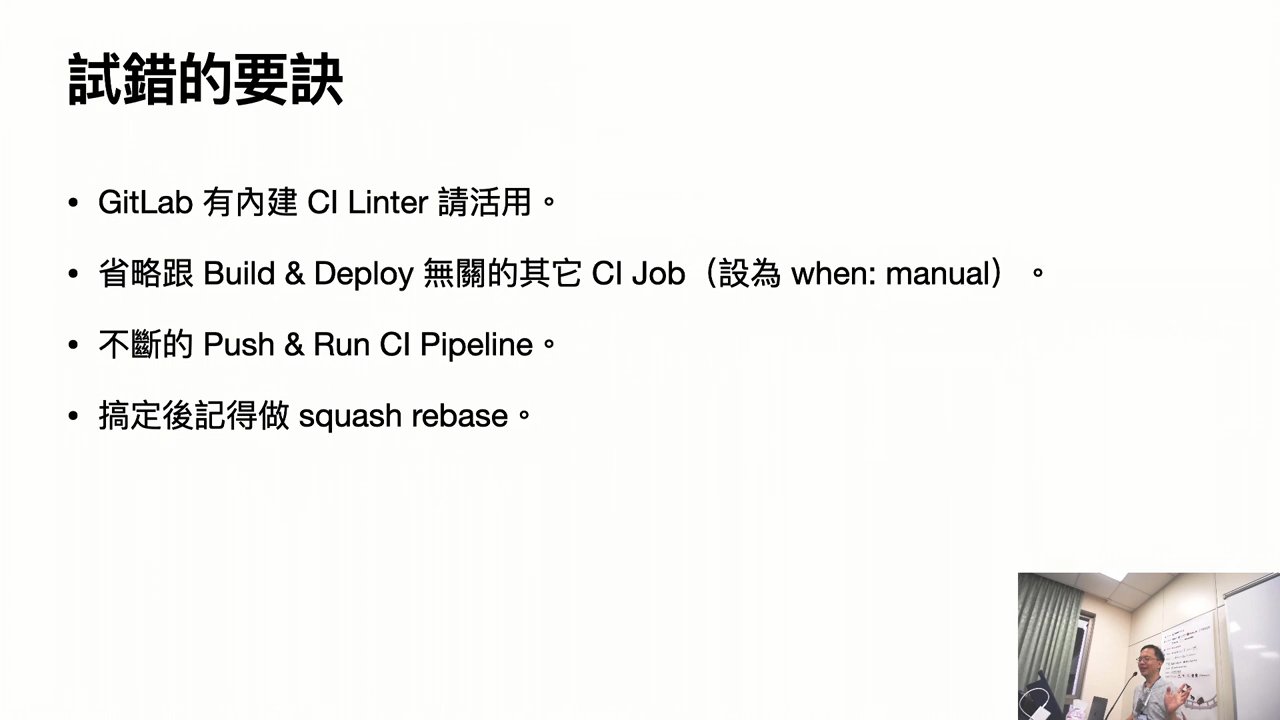 試錯的要訣
• GitLab 有內建 CI Linter 請活用。
• 省略跟 Build & Deploy 無關的其它 CI Job（設為 when: manual）。
• 不斷的 Push & Run CI Pipeline。
• 搞定後記得做 squash rebase。